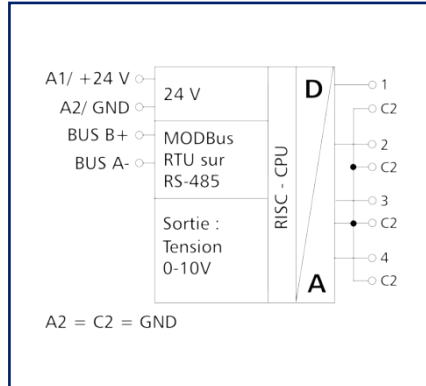 A1/ +24 V
A2/ GND
BUS B+
BUS A-
24 V
MODBus
RTU sur
RS-485
Sortie :
Tension
0-10V
RISC - CPU
D
A
1
C2
2
C2
3
C2
4
C2
A2 = C2 = GND